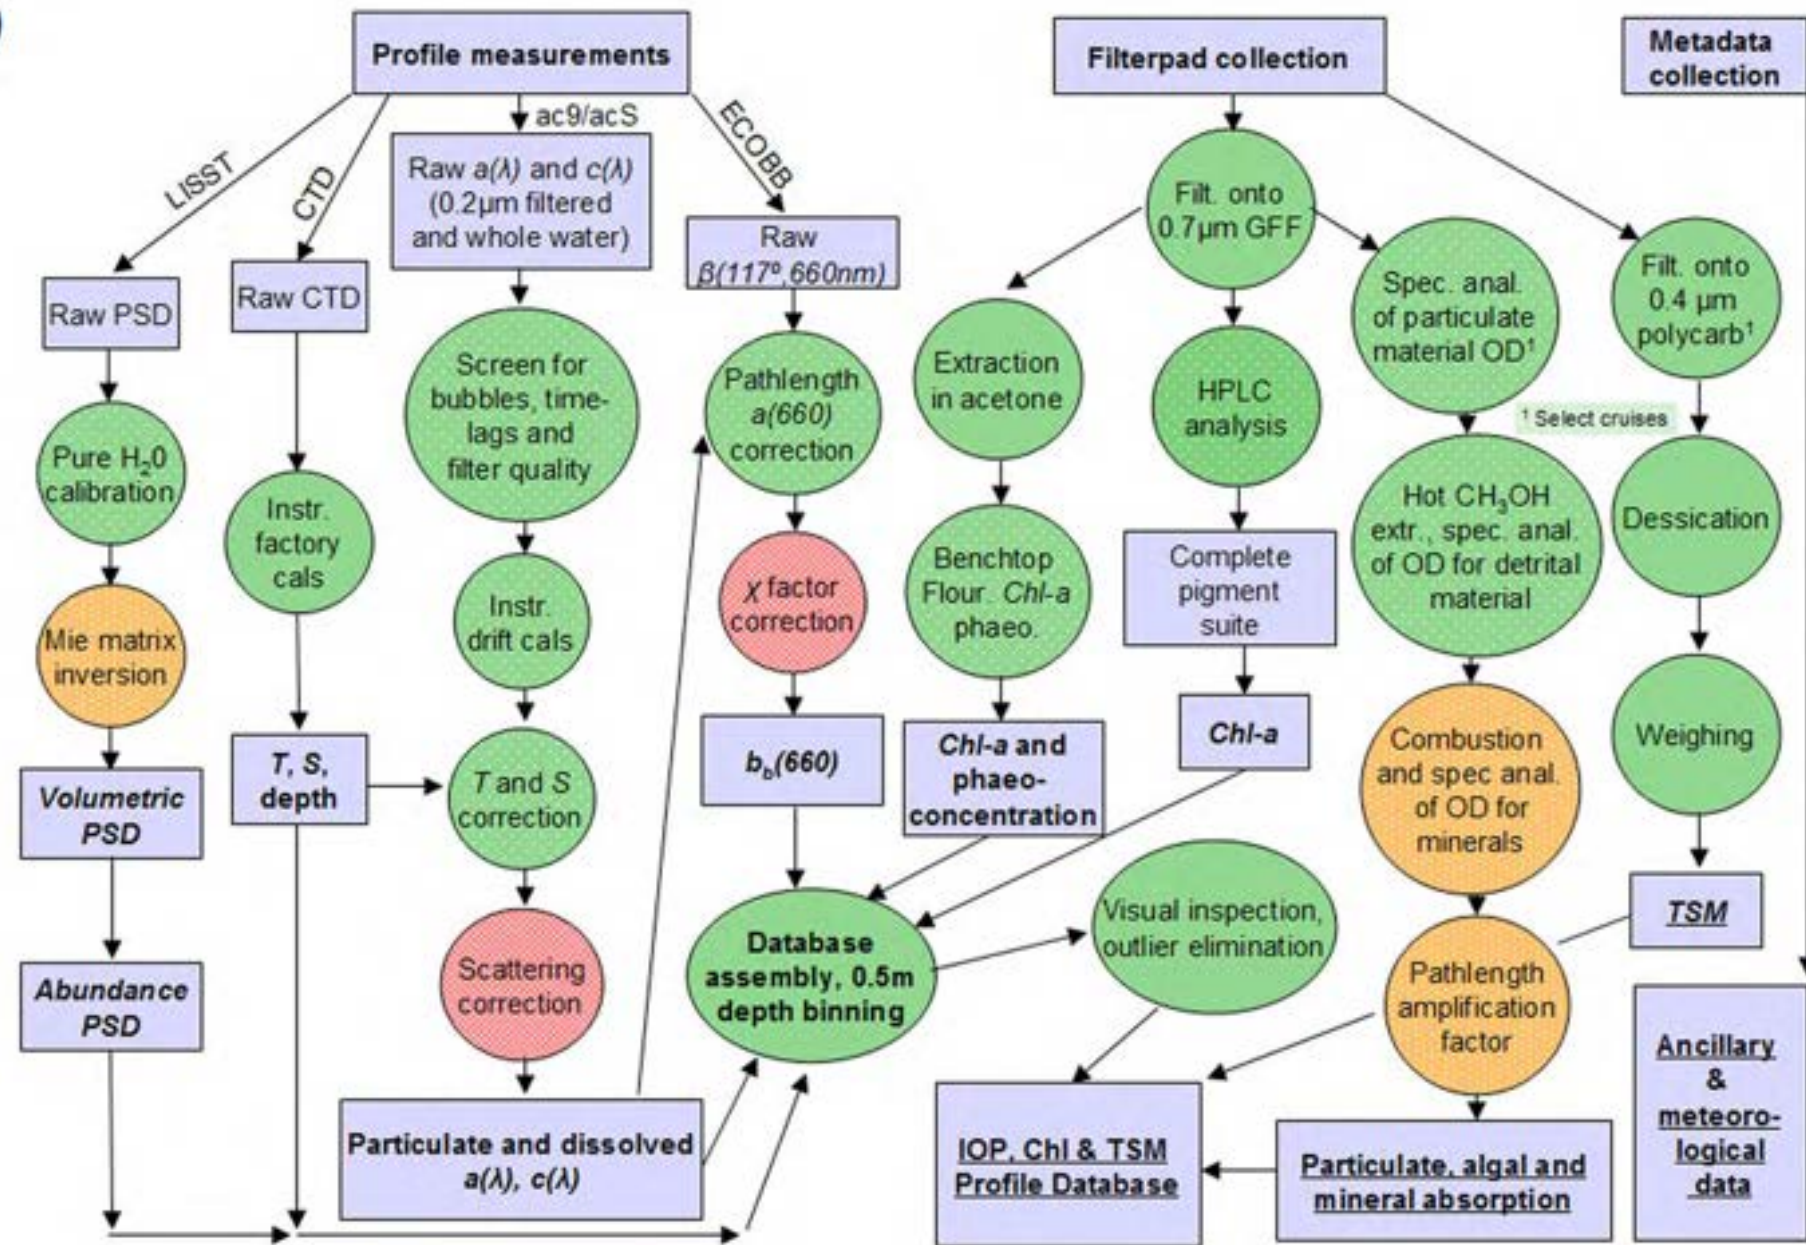 Profile measurements
Filterpad collection
Metadata
collection
LISST
CTD
ac9/acS
ECOBB
Raw a(λ) and c(λ)
(0.2µm filtered
and whole water)
Raw
β(117º,660nm)
Raw PSD
Raw CTD
Filt. onto
0.7µm GFF
Spec. anal.
of particulate
material OD¹
Filt. onto
0.4 µm
polycarb¹
Screen for
bubbles, time-
lags and
filter quality
Pathlength
a(660)
correction
Extraction
in acetone
HPLC
analysis
¹ Select cruises
Pure H₂0
calibration
Instr.
factory
cals
Hot CH₃OH
extr., spec. anal.
of OD for detrital
material
Dessication
Instr.
drift cals
χ factor
correction
Benchtop
Flour. Chl-a
phaeo.
Complete
pigment
suite
Mie matrix
inversion
T, S,
depth
T and S
correction
b_b(660)
Chl-a and
phaeo-
concentration
Chl-a
Combustion
and spec anal.
of OD for
minerals
Weighing
Volumetric
PSD
Scattering
correction
Database
assembly, 0.5m
depth binning
Visual inspection,
outlier elimination
TSM
Abundance
PSD
Pathlength
amplification
factor
Particulate and dissolved
a(λ), c(λ)
IOP, Chl & TSM
Profile Database
Particulate, algal and
mineral absorption
Ancillary
&
meteoro-
logical
data